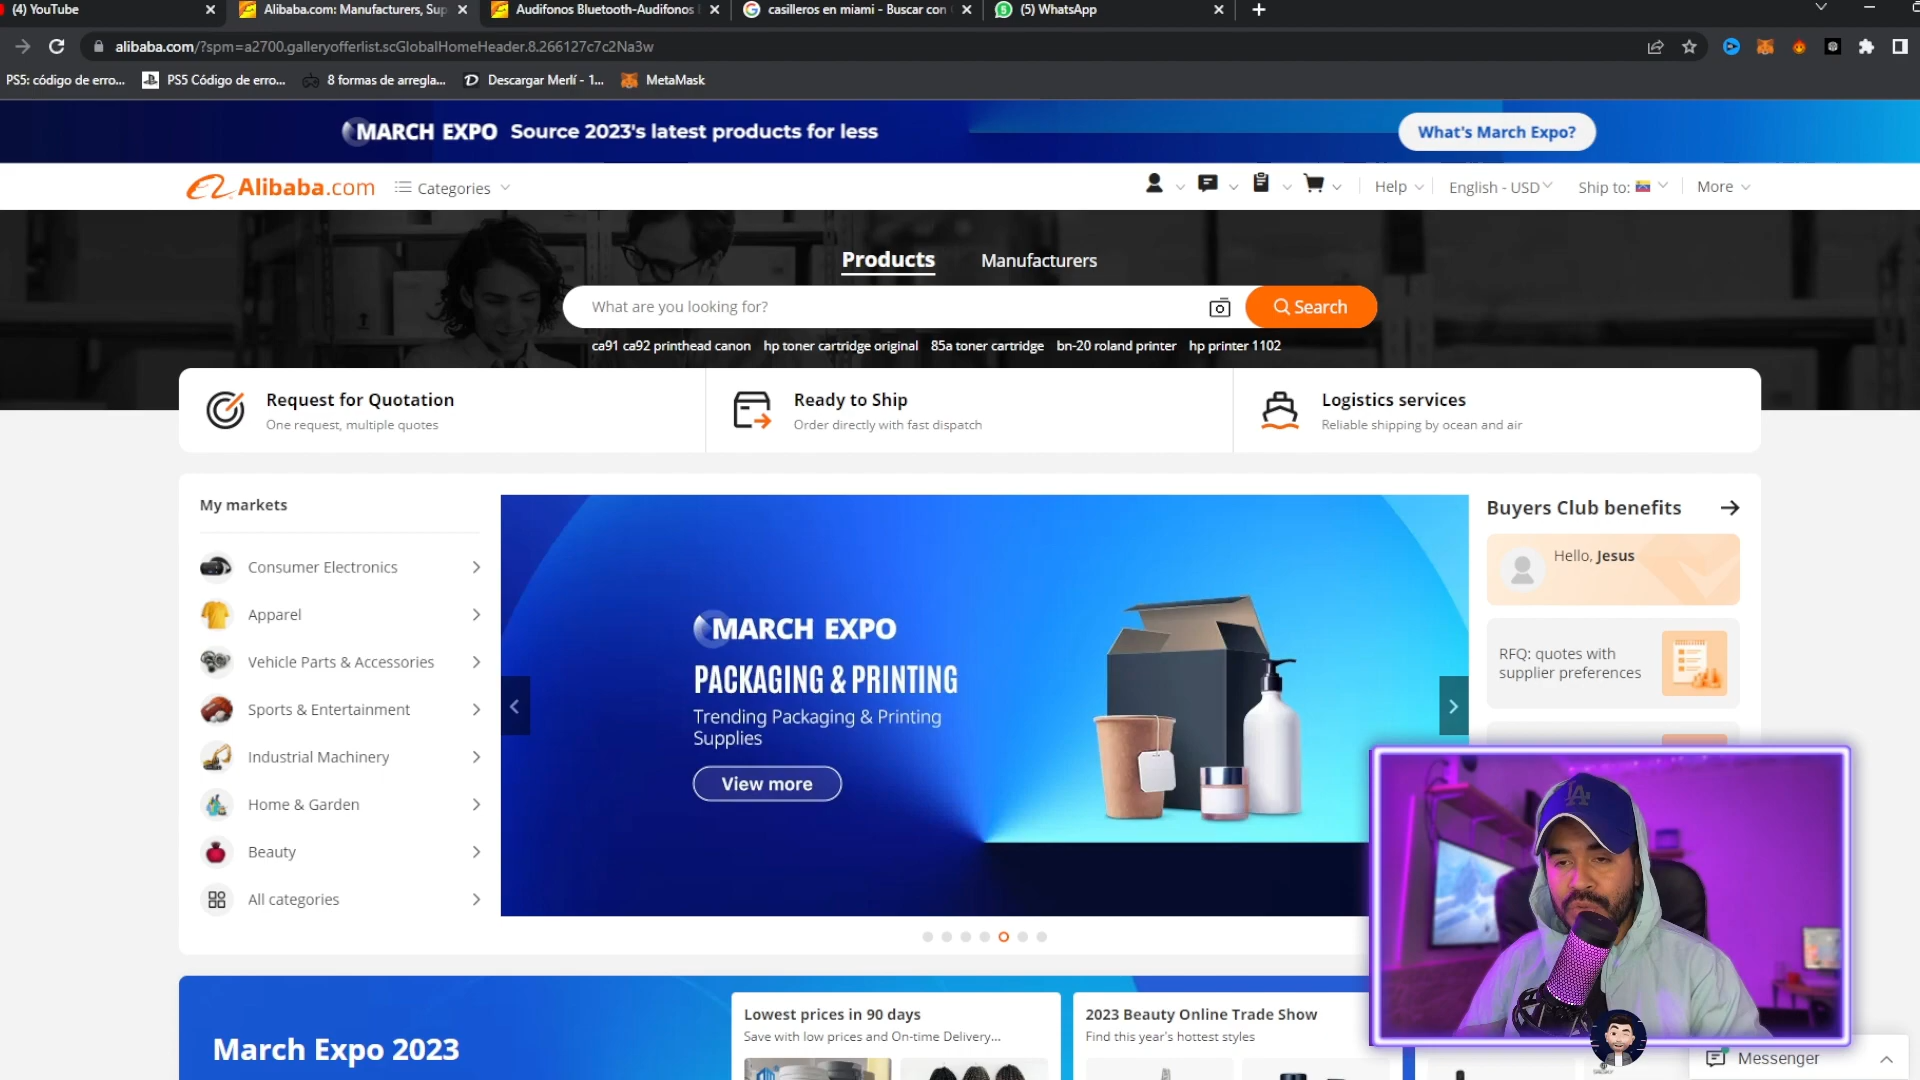 (4) YouTube
Alibaba.com: Manufacturers, Sup
Audifonos Bluetooth-Audifonos
casilleros en miami - Buscar con
(5) WhatsApp
alibaba.com/?spm=a2700.galleryofferlist.scGlobalHomeHeader.8.266127c7c2Na3w
PS5: código de erro...
PS5 Código de erro...
8 formas de arregla...
Descargar Merlí - 1...
MetaMask
MARCH EXPO Source 2023's latest products for less
What's March Expo?
Alibaba.com
Categories
Help
English - USD
Ship to:
More
Products
Manufacturers
What are you looking for?
Search
ca91 ca92 printhead canon
hp toner cartridge original
85a toner cartridge
bn-20 roland printer
hp printer 1102
Request for Quotation
One request, multiple quotes
Ready to Ship
Order directly with fast dispatch
Logistics services
Reliable shipping by ocean and air
My markets
Consumer Electronics
Apparel
Vehicle Parts & Accessories
Sports & Entertainment
Industrial Machinery
Home & Garden
Beauty
All categories
MARCH EXPO
PACKAGING & PRINTING
Trending Packaging & Printing
Supplies
View more
Buyers Club benefits
Hello, Jesus
RFQ: quotes with
supplier preferences
March Expo 2023
Lowest prices in 90 days
Save with low prices and On-time Delivery...
2023 Beauty Online Trade Show
Find this year's hottest styles
LA
Messenger